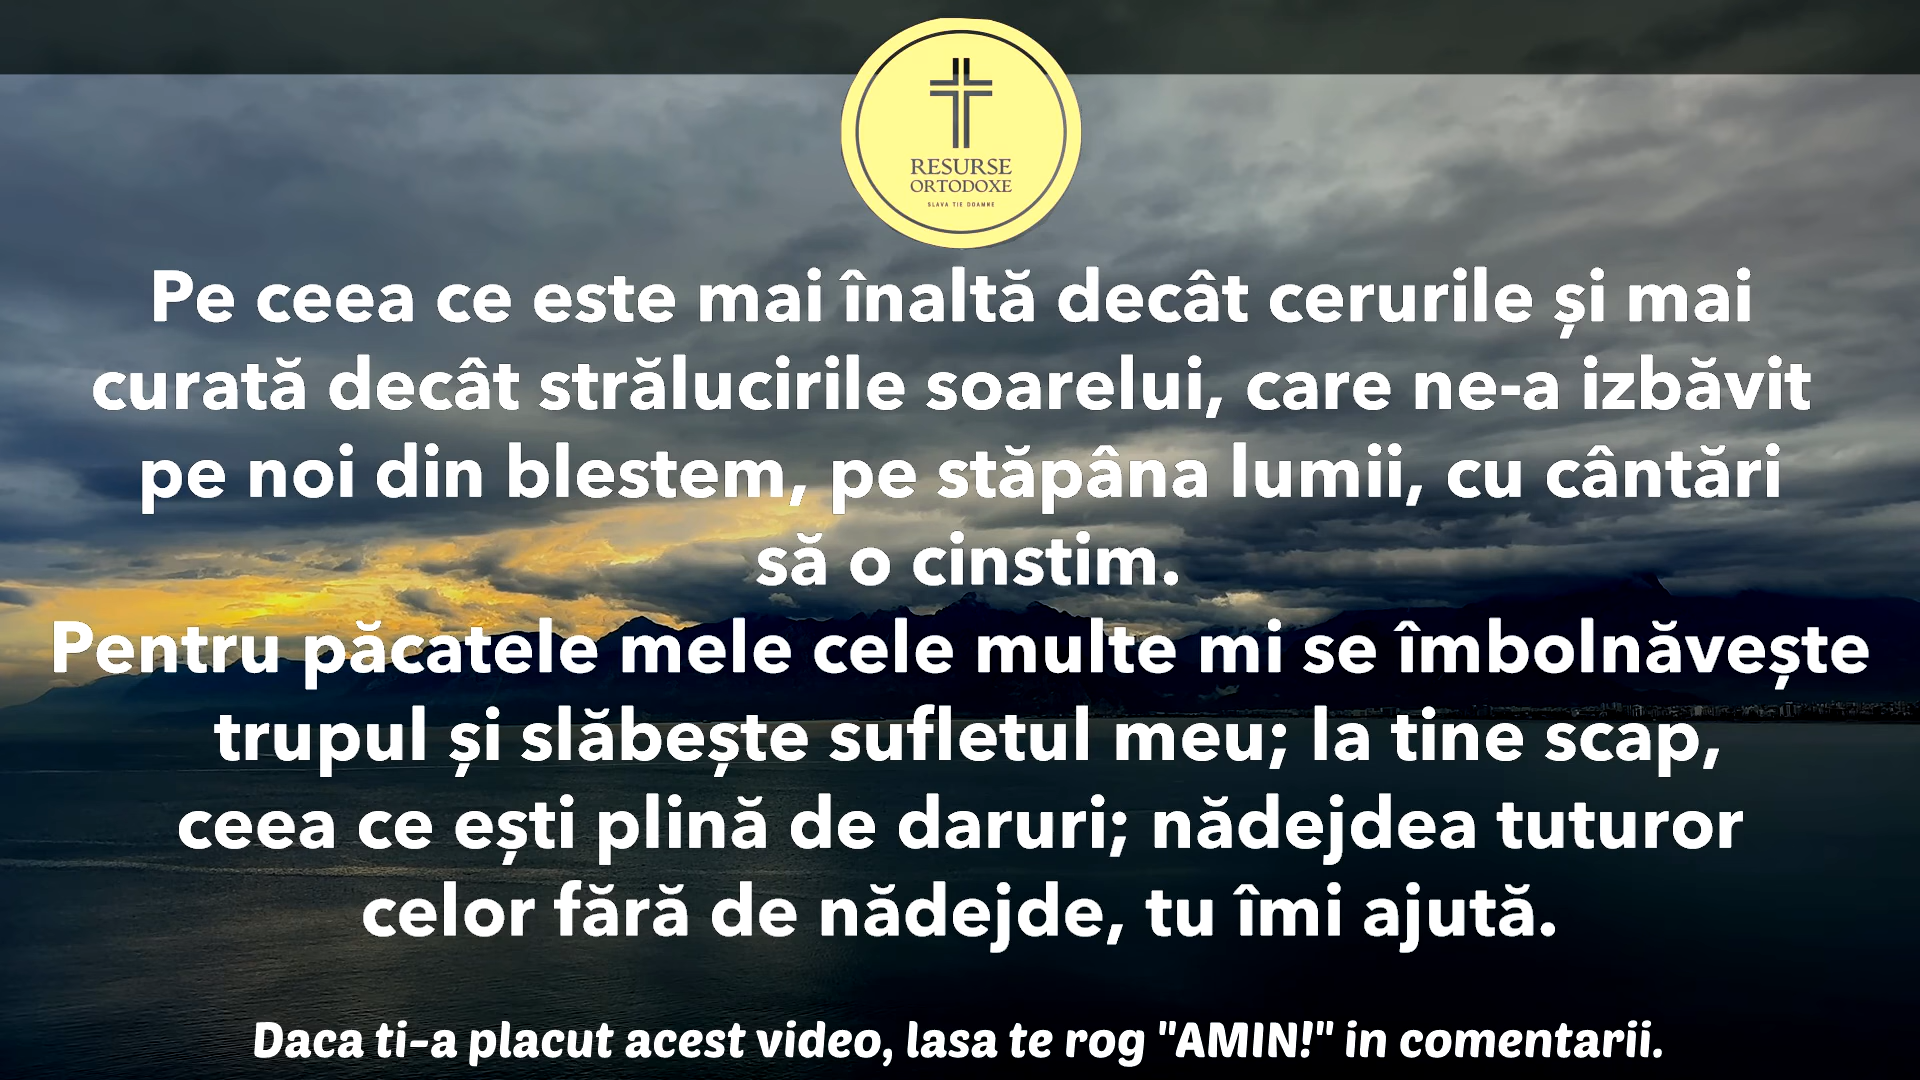 RESURSE
ORTODOXE
SLAVA TIE DOAMNE
Pe ceea ce este mai înaltă decât cerurile și mai
curată decât strălucirile soarelui, care ne-a izbăvit
pe noi din blestem, pe stăpâna lumii, cu cântări
să o cinstim.
Pentru păcatele mele cele multe mi se îmbolnăvește
trupul și slăbește sufletul meu; la tine scap,
ceea ce ești plină de daruri; nădejdea tuturor
celor fără de nădejde, tu îmi ajută.
Daca ti-a placut acest video, lasa te rog "AMIN!" in comentarii.